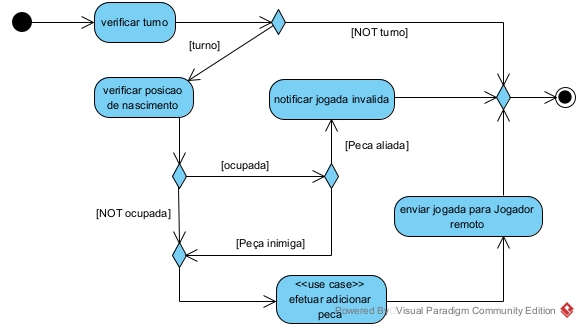 verificar turno
[NOT turno]
[turno]
verificar posicao
de nascimento
notificar jogada invalida
[Peca aliada]
[ocupada]
[NOT ocupada]
enviar jogada para Jogador
remoto
[Peça inimiga]
<<use case>>
efetuar adicionar
peca
Powered By Visual Paradigm Community Edition